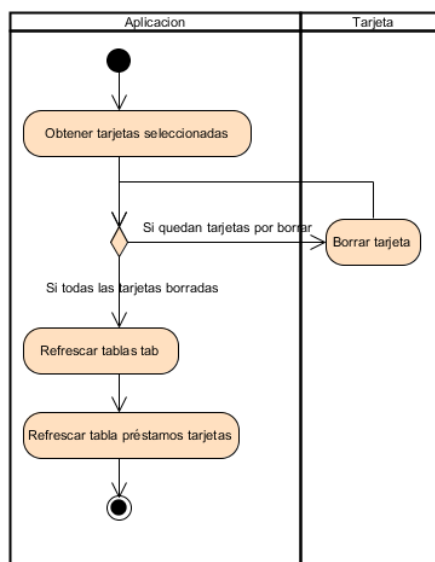 Aplicacion
Tarjeta
Obtener tarjetas seleccionadas
Si quedan tarjetas por borrar
Borrar tarjeta
Si todas las tarjetas borradas
Refrescar tablas tab
Refrescar tabla préstamos tarjetas